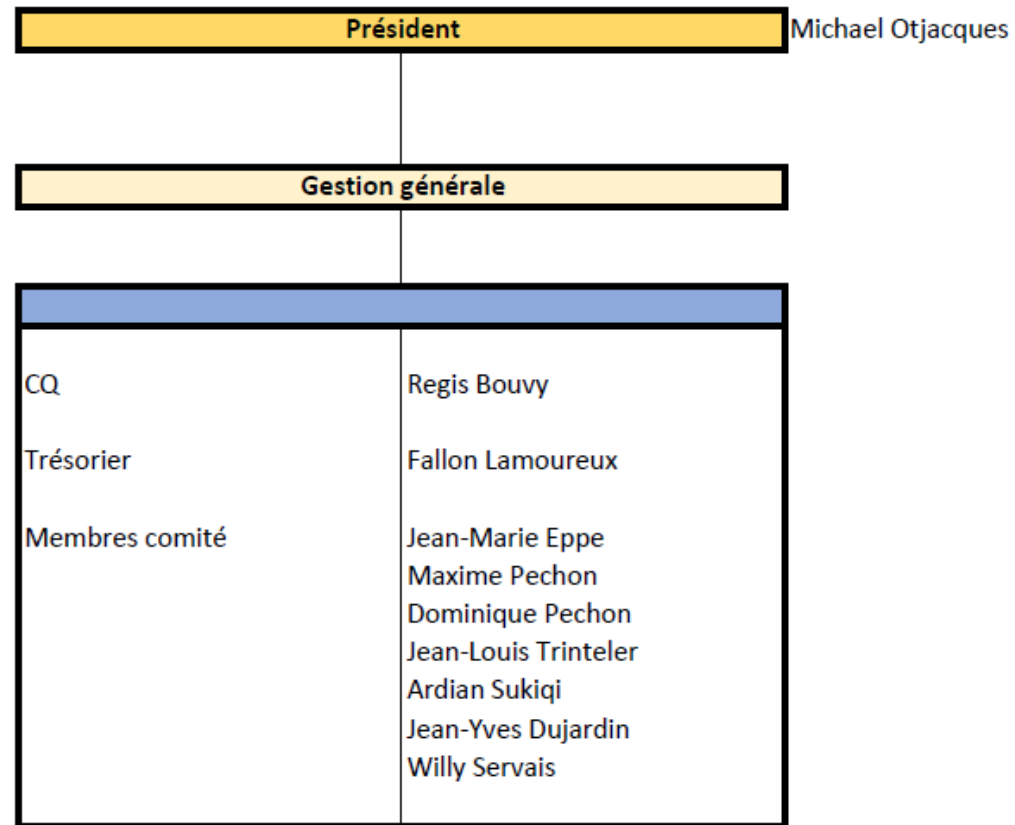 Président Michael Otjacques
Gestion générale
CQ Regis Bouvy
Trésorier Fallon Lamoureux
Membres comité Jean-Marie Eppe
Maxime Pechon
Dominique Pechon
Jean-Louis Trinteler
Ardian Sukiqi
Jean-Yves Dujardin
Willy Servais